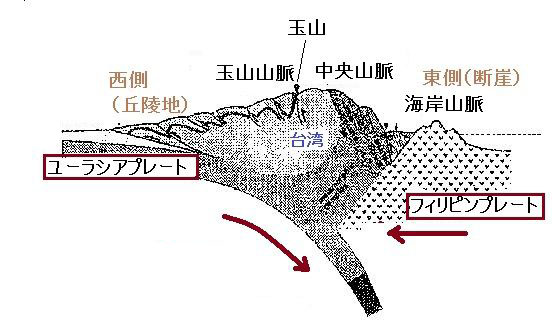 玉山
玉山山脈
中央山脈
西側
(丘陵地)
東側(断崖)
海岸山脈
台湾
ユーラシアプレート
フィリピンプレート